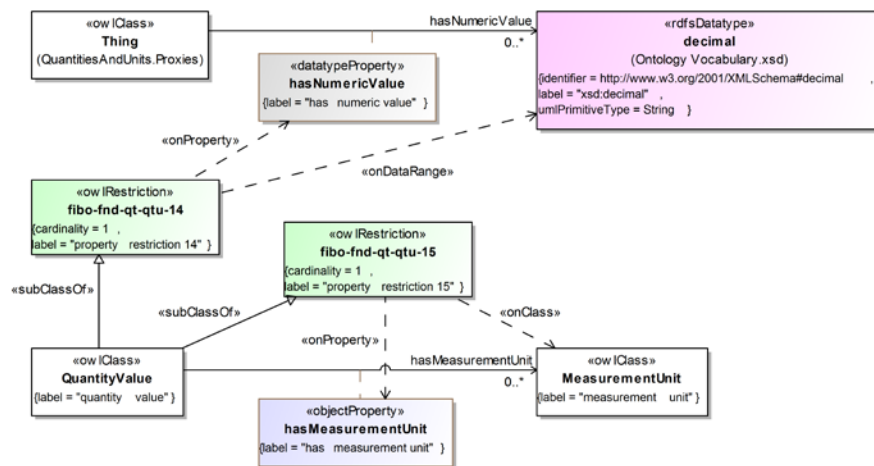 «owlClass»
Thing
(QuantitiesAndUnits.Proxies)
hasNumericValue
0..*
«rdfsDatatype»
decimal
(Ontology Vocabulary.xsd)
{identifier = http://www.w3.org/2001/XMLSchema#decimal ,
label = "xsd:decimal" ,
umlPrimitiveType = String }
«datatypeProperty»
hasNumericValue
{label = "has numeric value" }
«onProperty»
«onDataRange»
«owlRestriction»
fibo-fnd-qt-qtu-14
{cardinality = 1 ,
label = "property restriction 14" }
«owlRestriction»
fibo-fnd-qt-qtu-15
{cardinality = 1 ,
label = "property restriction 15" }
«subClassOf»
«subClassOf»
«onClass»
«onProperty»
«owlClass»
QuantityValue
{label = "quantity value" }
hasMeasurementUnit
0..*
«owlClass»
MeasurementUnit
{label = "measurement unit" }
«objectProperty»
hasMeasurementUnit
{label = "has measurement unit" }